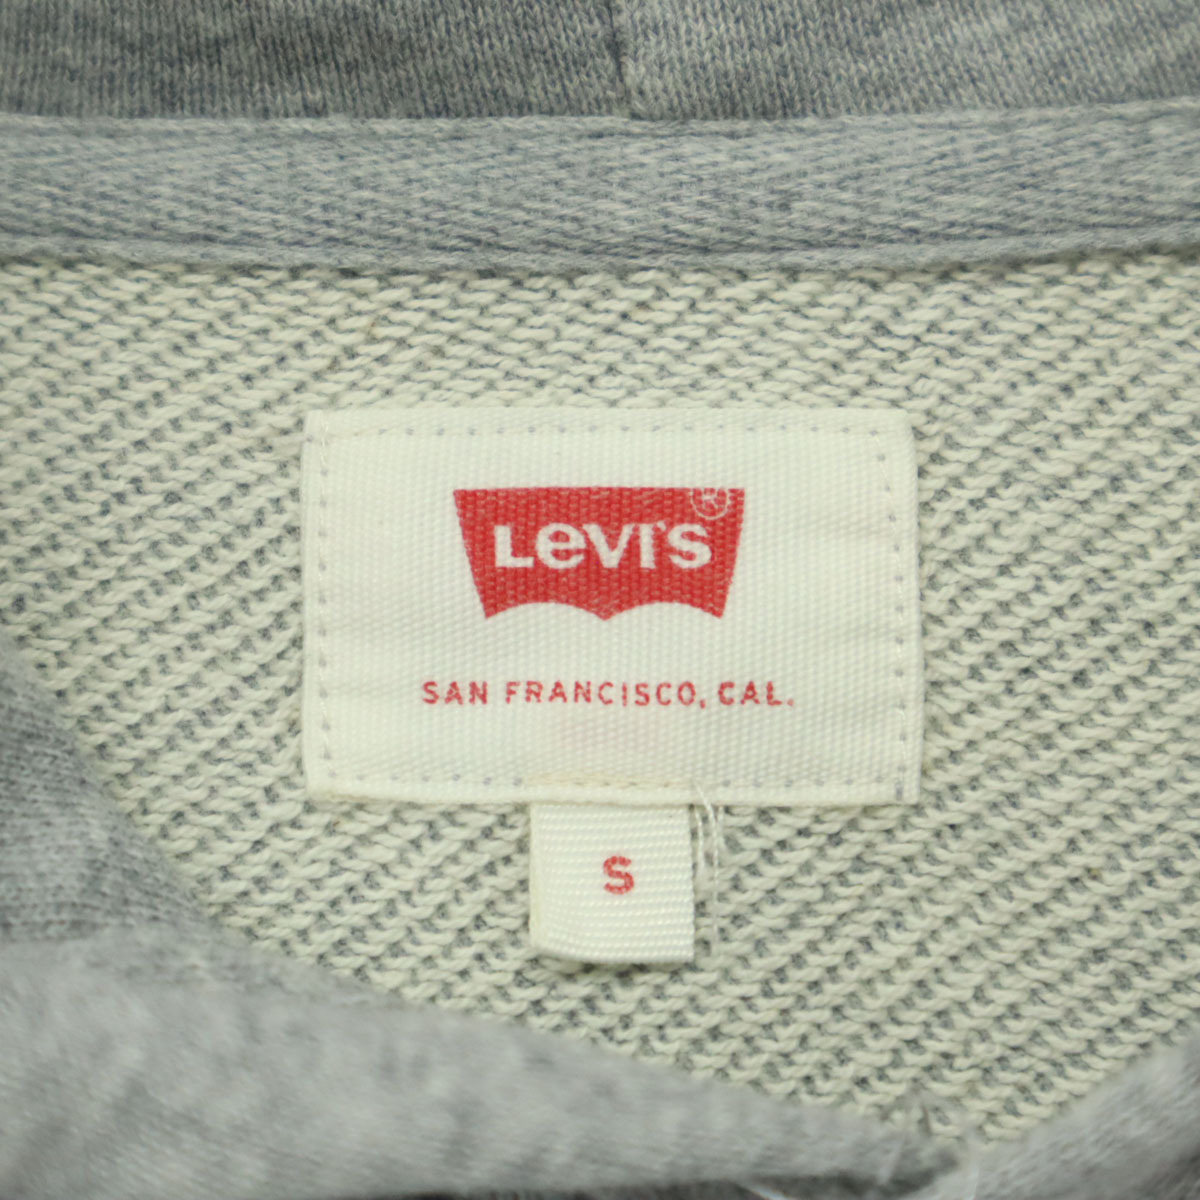 Levi's®
SAN FRANCISCO, CAL.
S